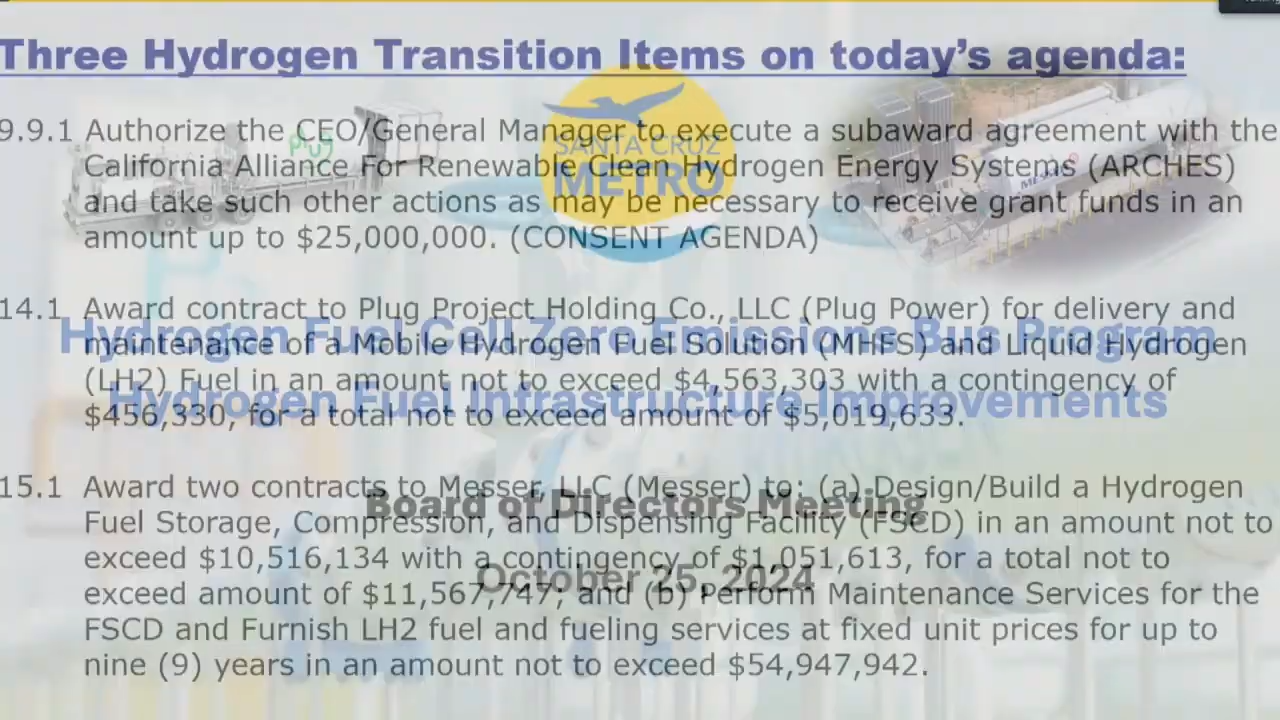 Three Hydrogen Transition Items on today's agenda:
9.9.1 Authorize the CEO/General Manager to execute a subaward agreement with the
California Alliance For Renewable Clean Hydrogen Energy Systems (ARCHES)
and take such other actions as may be necessary to receive grant funds in an
amount up to $25,000,000. (CONSENT AGENDA)
plug
SANTA CRUZ
METRO
MESSER
14.1 Award contract to Plug Project Holding Co., LLC (Plug Power) for delivery and
maintenance of a Mobile Hydrogen Fuel Solution (MHFS) and Liquid Hydrogen
(LH2) Fuel in an amount not to exceed $4,563,303 with a contingency of
$456,330, for a total not to exceed amount of $5,019,633.
Hydrogen Fuel Cell Zero Emissions Bus Program
Hydrogen Fuel Infrastructure Improvements
15.1 Award two contracts to Messer, LLC (Messer) to: (a) Design/Build a Hydrogen
Fuel Storage, Compression, and Dispensing Facility (FSCD) in an amount not to
exceed $10,516,134 with a contingency of $1,051,613, for a total not to
exceed amount of $11,567,747; and (b) Perform Maintenance Services for the
FSCD and Furnish LH2 fuel and fueling services at fixed unit prices for up to
nine (9) years in an amount not to exceed $54,947,942.
Board of Directors Meeting
October 25, 2024